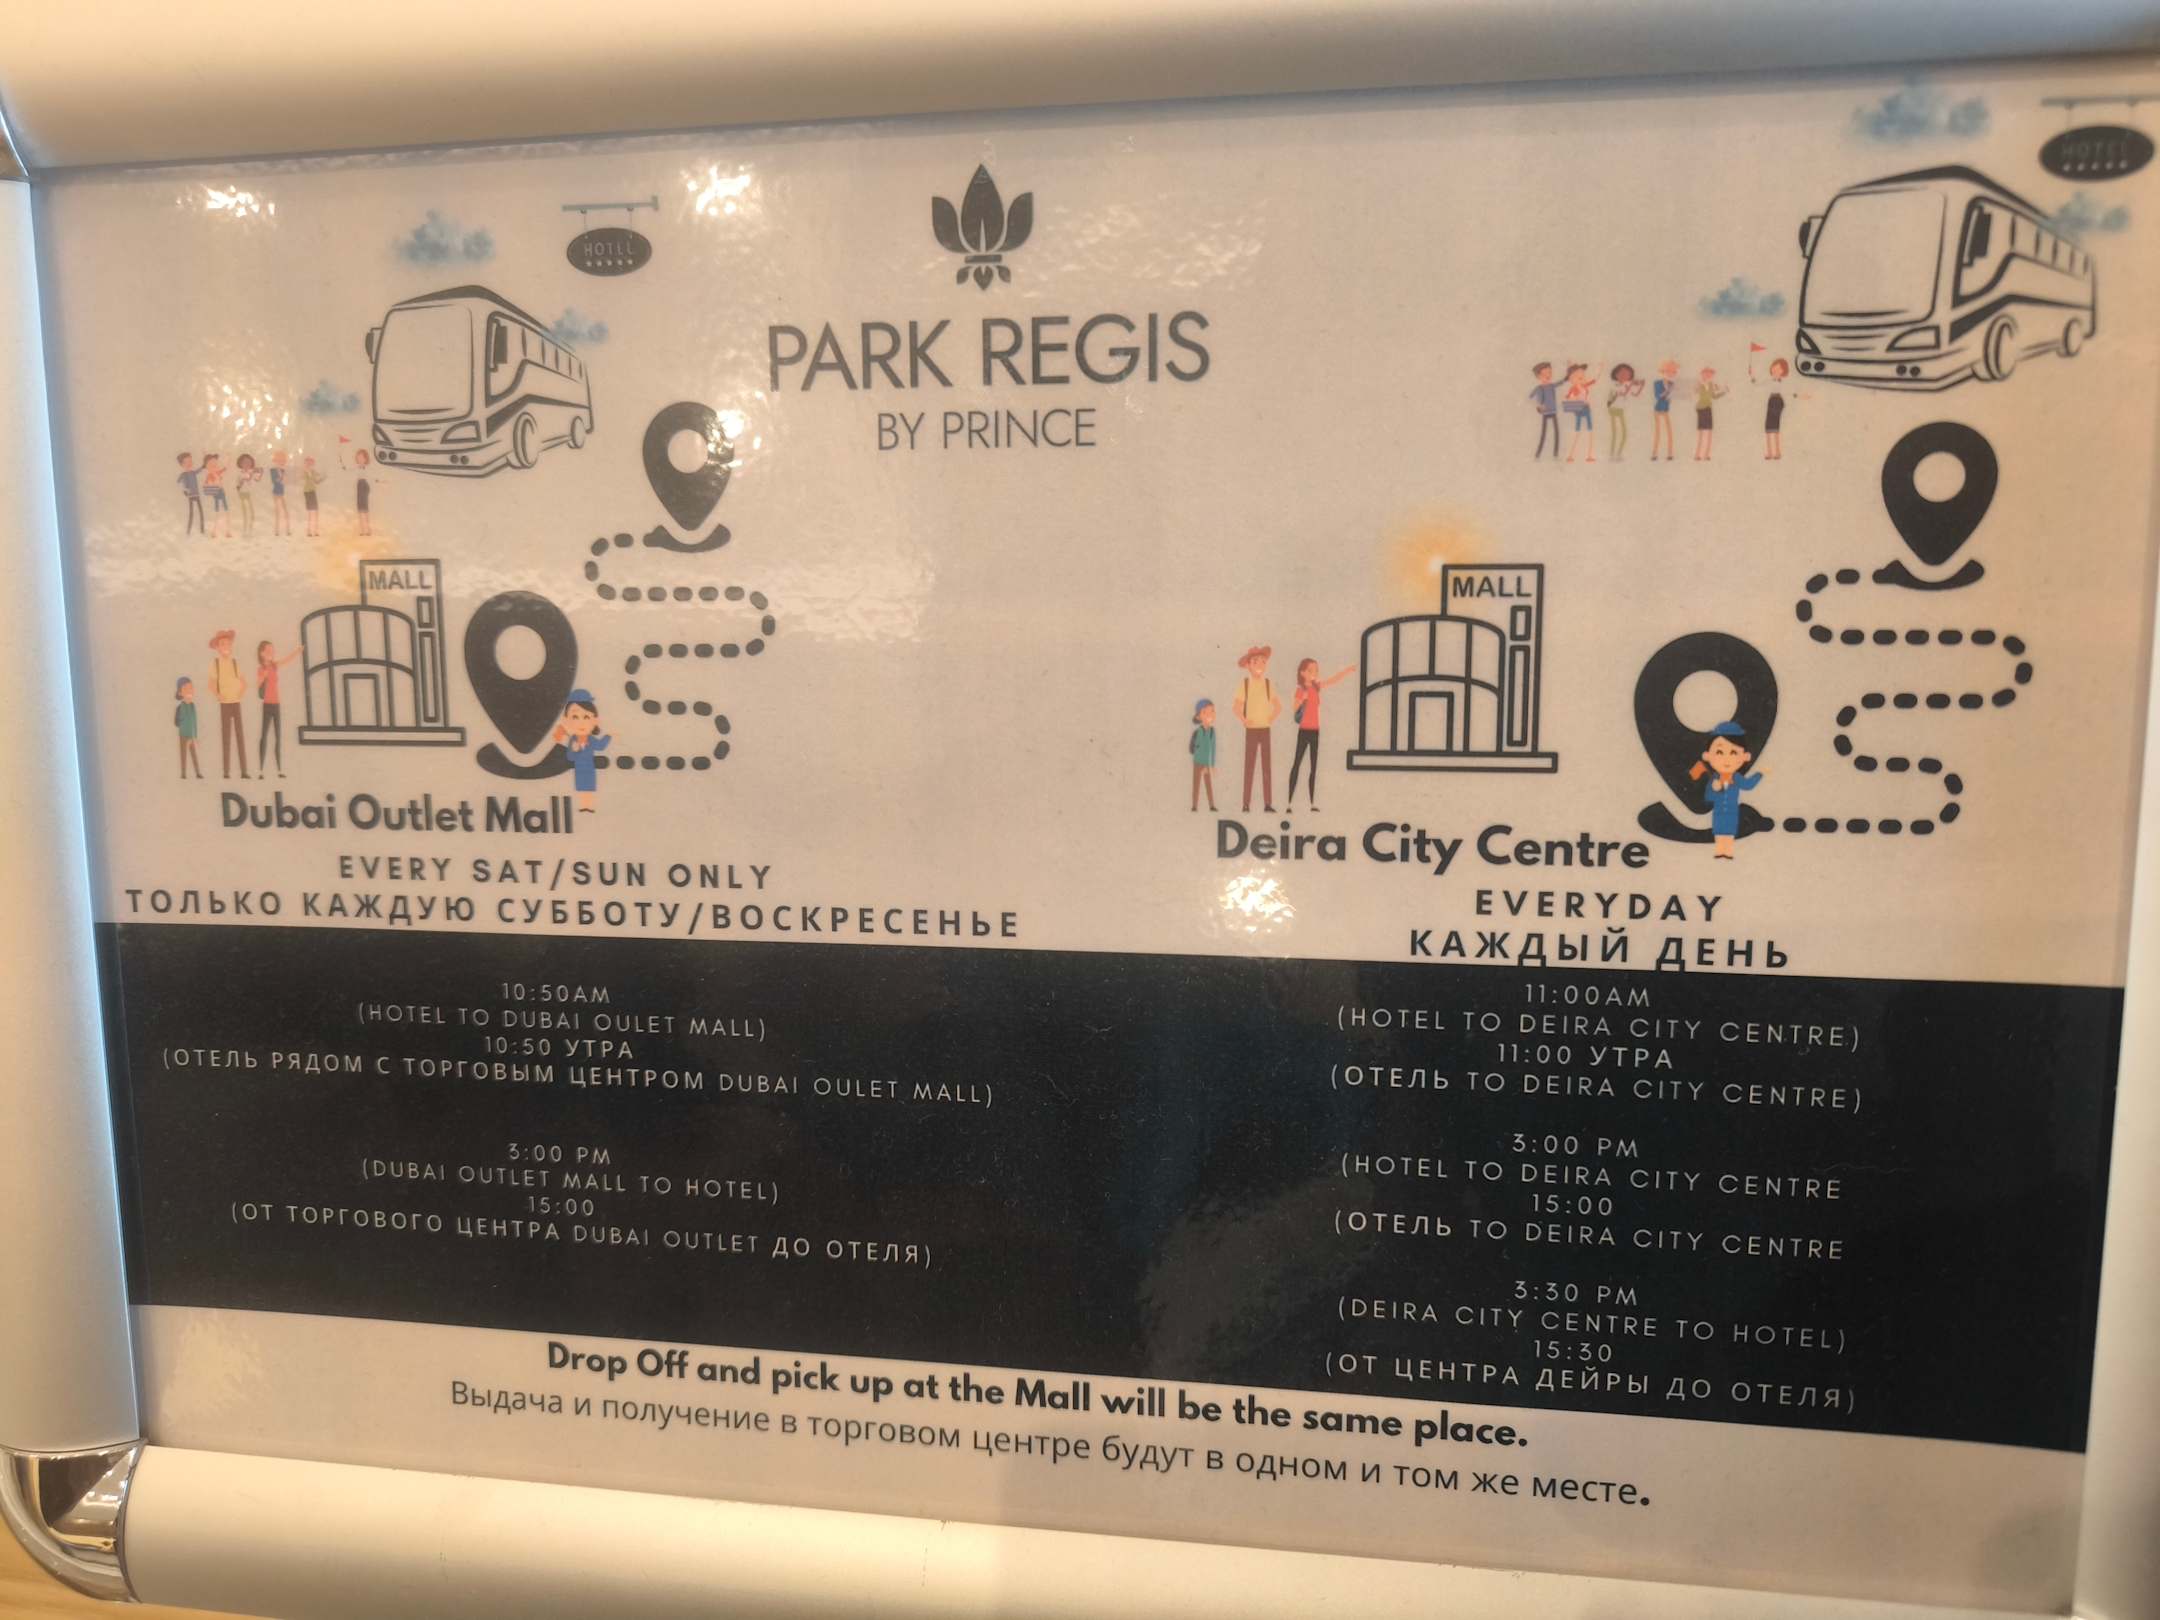 HOTEL
HOTEL
PARK REGIS
BY PRINCE
MALL
Dubai Outlet Mall
EVERY SAT/SUN ONLY
ТОЛЬКО КАЖДУЮ СУББОТУ/ВОСКРЕСЕНЬЕ
10:50AM
(HOTEL TO DUBAI OULET MALL)
10:50 УТРА
(ОТЕЛЬ РЯДОМ С ТОРГОВЫМ ЦЕНТРОМ DUBAI OULET MALL)
3:00 PM
(DUBAI OUTLET MALL TO HOTEL)
15:00
(ОТ ТОРГОВОГО ЦЕНТРА DUBAI OUTLET ДО ОТЕЛЯ)
MALL
Deira City Centre
EVERYDAY
КАЖДЫЙ ДЕНЬ
11:00AM
(HOTEL TO DEIRA CITY CENTRE)
11:00 УТРА
(ОТЕЛЬ TO DEIRA CITY CENTRE)
3:00 PM
(HOTEL TO DEIRA CITY CENTRE
15:00
(ОТЕЛЬ TO DEIRA CITY CENTRE
3:30 PM
(DEIRA CITY CENTRE TO HOTEL)
15:30
(ОТ ЦЕНТРА ДЕЙРЫ ДО ОТЕЛЯ)
Drop Off and pick up at the Mall will be the same place.
Выдача и получение в торговом центре будут в одном и том же месте.